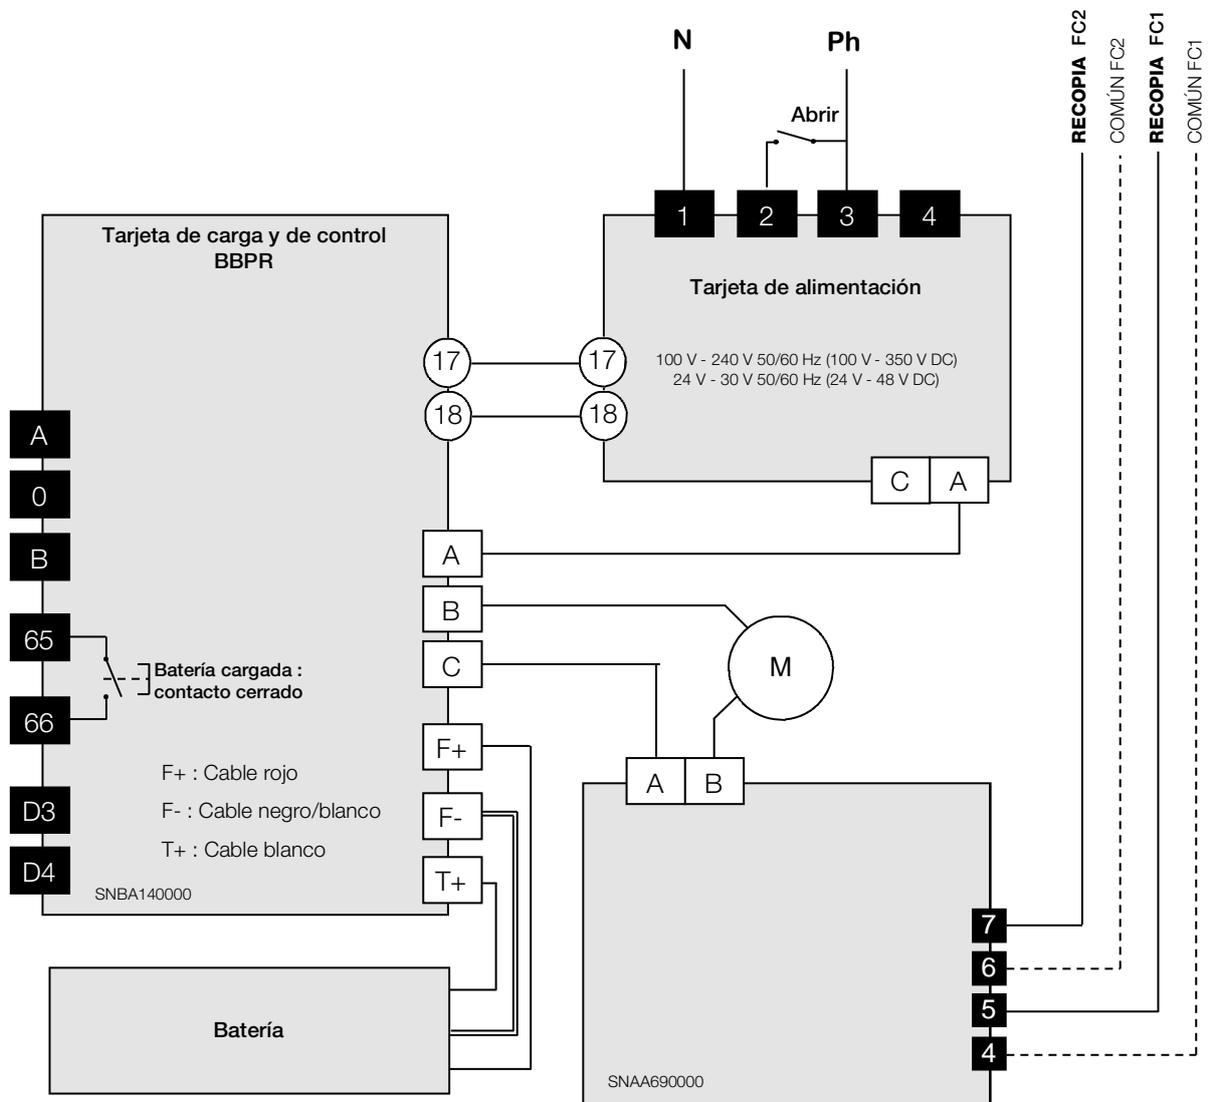 N
Ph
RECOPIA FC2
COMÚN FC2
RECOPIA FC1
COMÚN FC1
Abrir
1
2
3
4
Tarjeta de carga y de control
BBPR
Tarjeta de alimentación
100 V - 240 V 50/60 Hz (100 V - 350 V DC)
24 V - 30 V 50/60 Hz (24 V - 48 V DC)
17
17
18
18
A
0
B
C
A
A
B
C
M
65
66
Batería cargada :
contacto cerrado
F+
F-
T+
F+ : Cable rojo
F- : Cable negro/blanco
T+ : Cable blanco
D3
D4
SNBA140000
A
B
7
6
5
4
Batería
SNAA690000